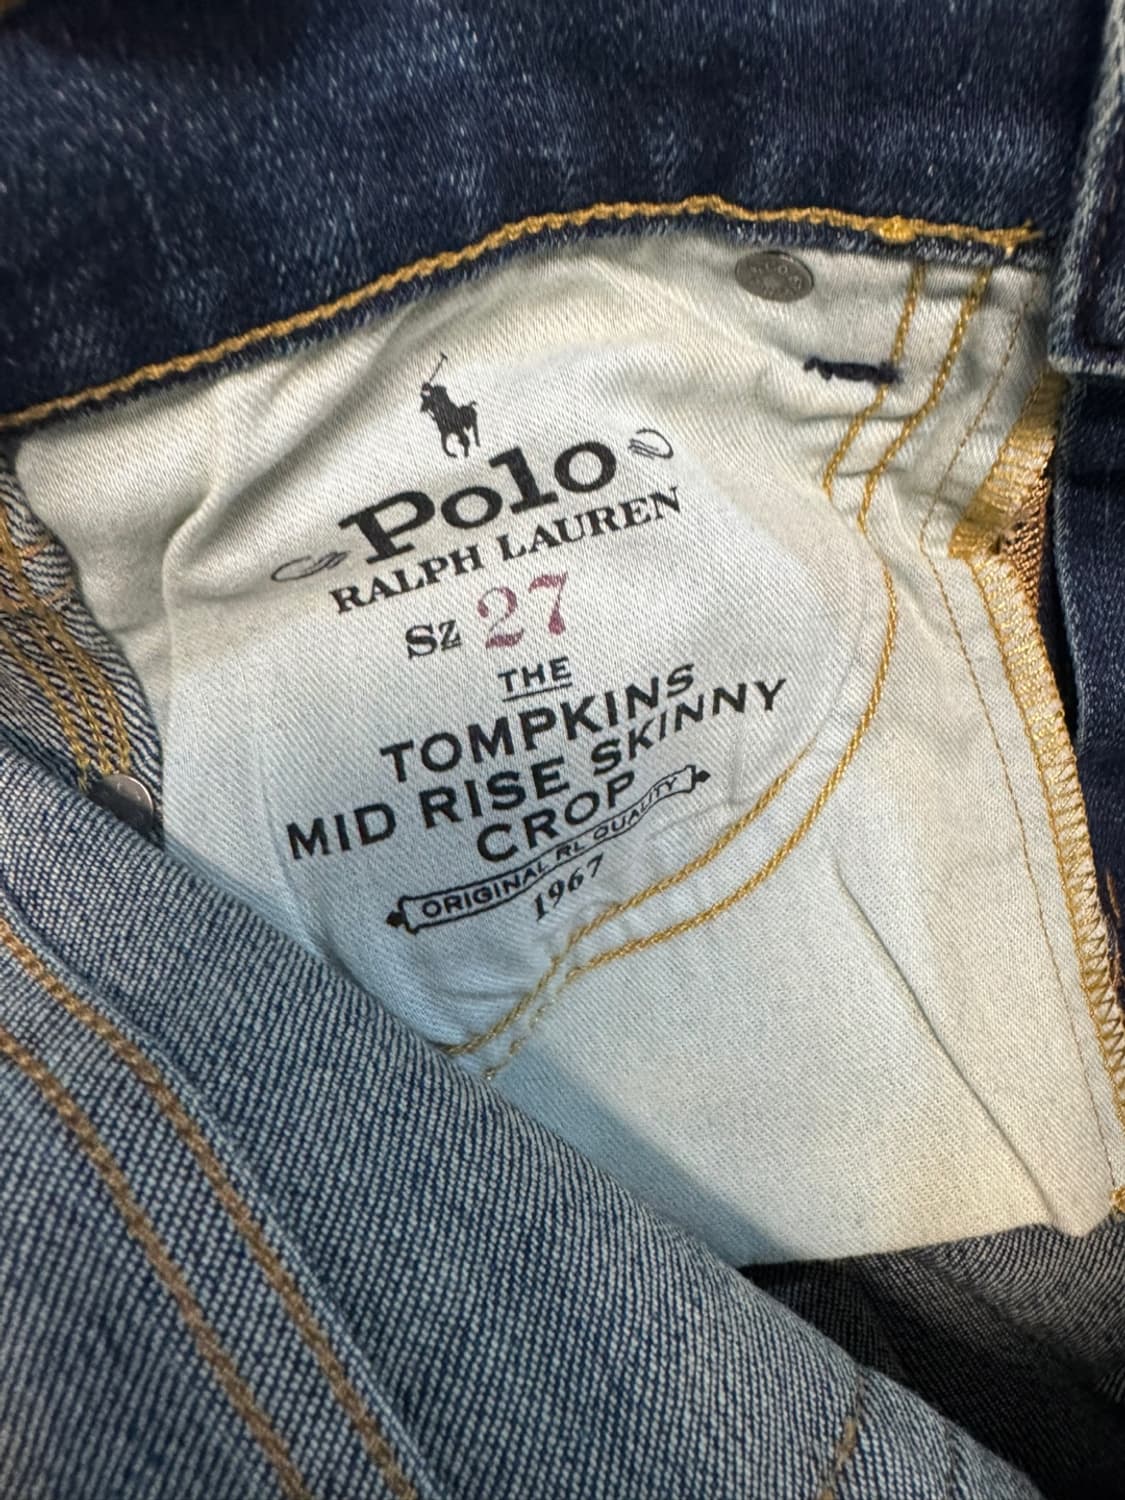 Polo
RALPH LAUREN
SZ 27
THE
TOMPKINS
MID RISE SKINNY
CROP
ORIGINAL RL QUALITY
1967